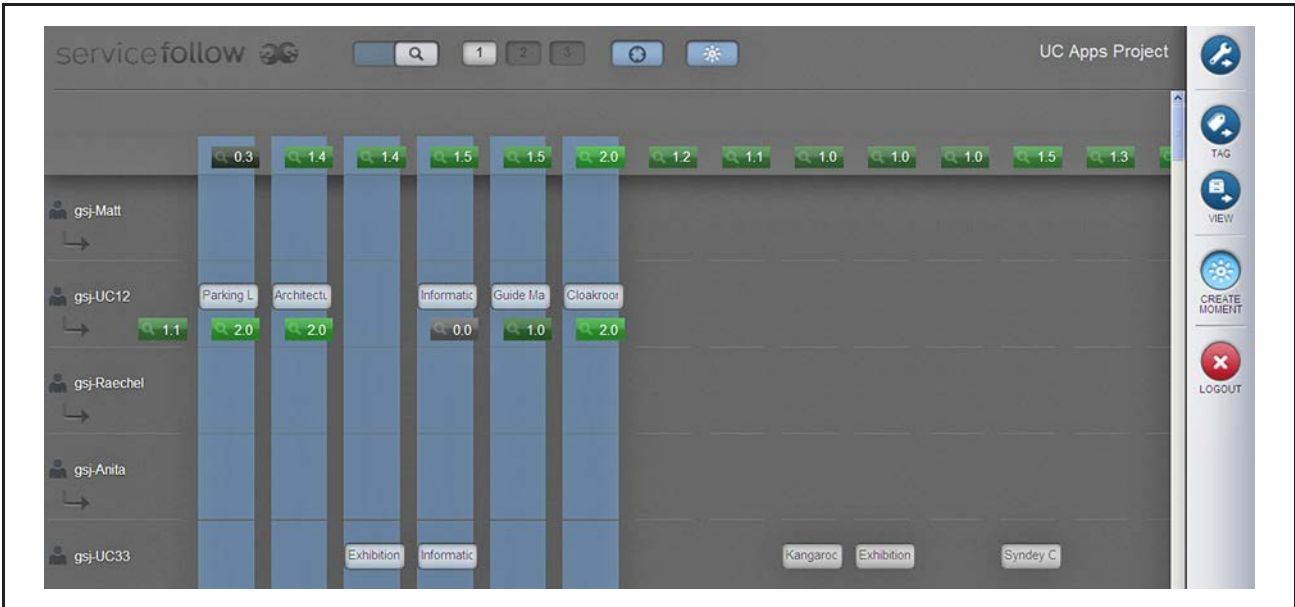 servicefollow
1 2 3
UC Apps Project
0.3 1.4 1.4 1.5 1.5 2.0 1.2 1.1 1.0 1.0 1.0 1.5 1.3
TAG
gsj-Matt
VIEW
gsj-UC12 Parking L Architectu Informatic Guide Ma Cloakroor
CREATE
MOMENT
1.1 2.0 2.0 0.0 1.0 2.0
gsj-Raechel
LOGOUT
gsj-Anita
gsj-UC33 Exhibition Informatic Kangaroc Exhibition Syndey C